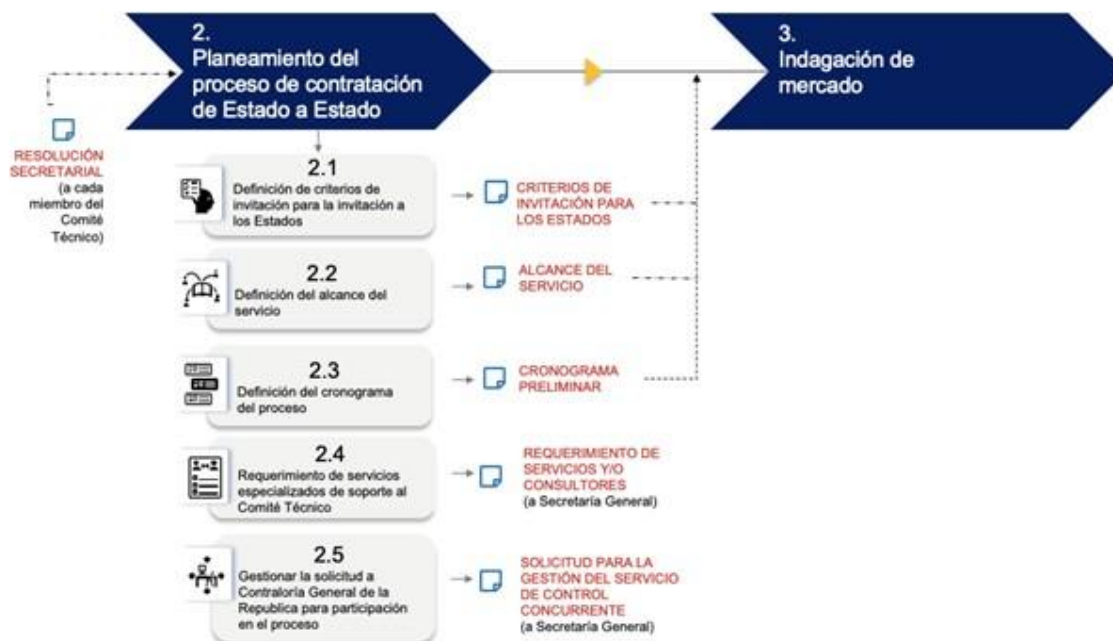 2.
Planeamiento del
proceso de contratación
de Estado a Estado
3.
Indagación de
mercado
RESOLUCIÓN
SECRETARIAL
(a cada
miembro del
Comité
Técnico)
2.1
Definición de criterios de
invitación para la invitación a
los Estados
CRITERIOS DE
INVITACIÓN PARA
LOS ESTADOS
2.2
Definición del alcance del
servicio
ALCANCE DEL
SERVICIO
2.3
Definición del cronograma
del proceso
CRONOGRAMA
PRELIMINAR
2.4
Requerimiento de servicios
especializados de soporte al
Comité Técnico
REQUERIMIENTO DE
SERVICIOS Y/O
CONSULTORES
(a Secretaría General)
2.5
Gestionar la solicitud a
Contraloría General de la
Republica para participación
en el proceso
SOLICITUD PARA LA
GESTIÓN DEL SERVICIO
DE CONTROL
CONCURRENTE
(a Secretaría General)